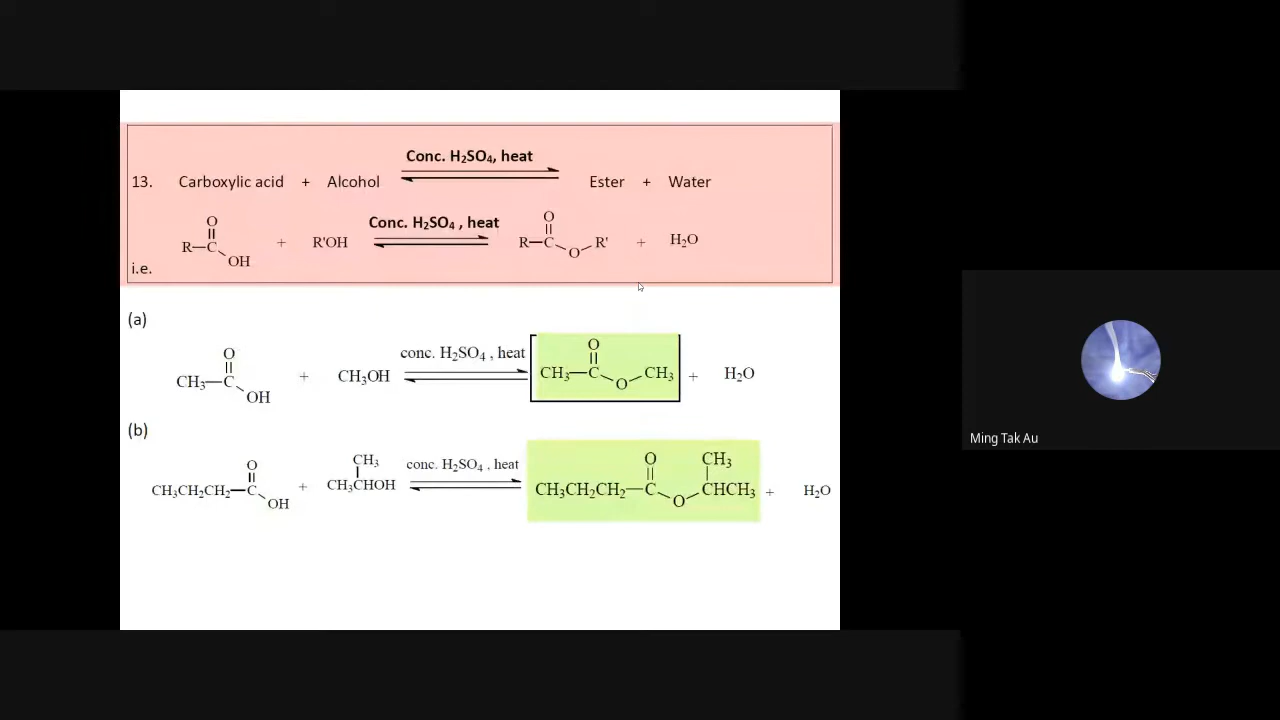 Conc. H₂SO₄, heat
13. Carboxylic acid + Alcohol Ester + Water
Conc. H₂SO₄ , heat
O O
R—C + R'OH R—C R' + H₂O
OH O
i.e.
(a)
O conc. H₂SO₄ , heat O
CH₃—C + CH₃OH CH₃—C CH₃ + H₂O
OH O
(b)
O CH₃ conc. H₂SO₄ , heat O CH₃
CH₃CH₂CH₂—C + CH₃CHOH CH₃CH₂CH₂—C CHCH₃ + H₂O
OH O
Ming Tak Au